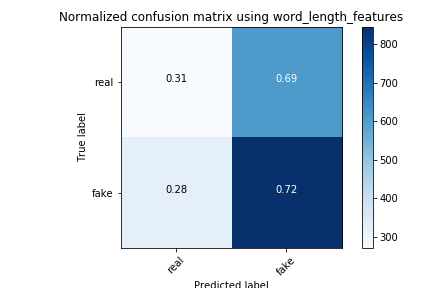 Normalized confusion matrix using word_length_features
real
0.31
0.69
fake
0.28
0.72
True label
real
fake
Predicted label
800
700
600
500
400
300